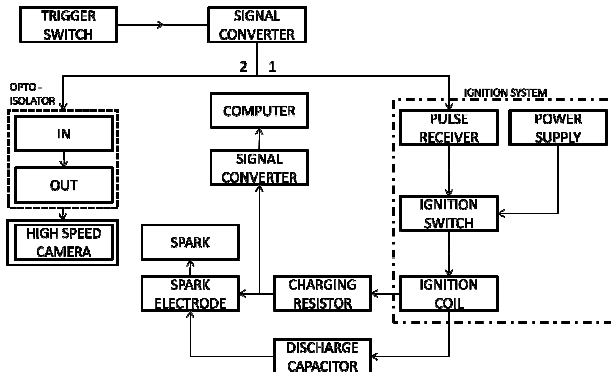 TRIGGER
SWITCH
SIGNAL
CONVERTER
2 1
OPTO -
ISOLATOR
IN
OUT
HIGH SPEED
CAMERA
COMPUTER
SIGNAL
CONVERTER
IGNITION SYSTEM
PULSE
RECEIVER
POWER
SUPPLY
IGNITION
SWITCH
IGNITION
COIL
SPARK
SPARK
ELECTRODE
CHARGING
RESISTOR
DISCHARGE
CAPACITOR